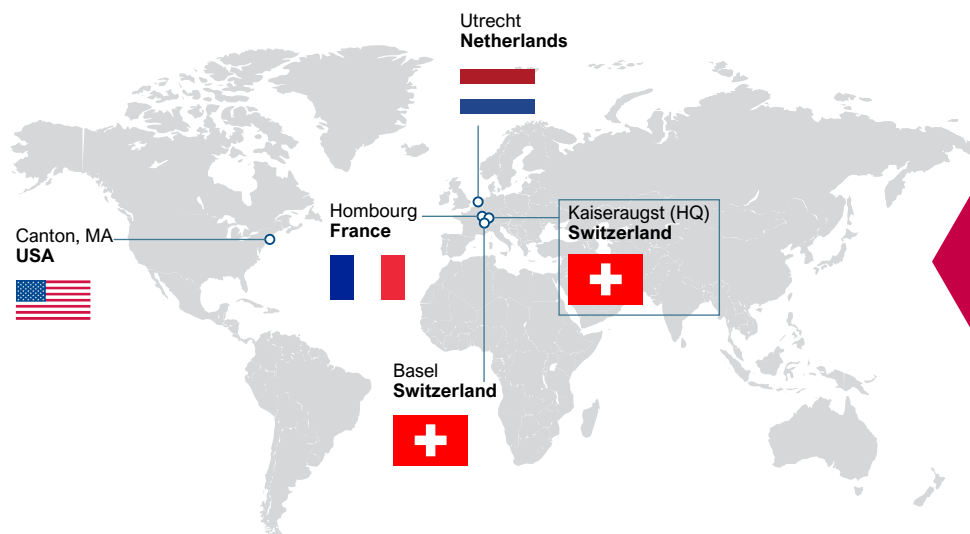 Utrecht
Netherlands
Hombourg
France
Kaiseraugst (HQ)
Switzerland
Canton, MA
USA
Basel
Switzerland